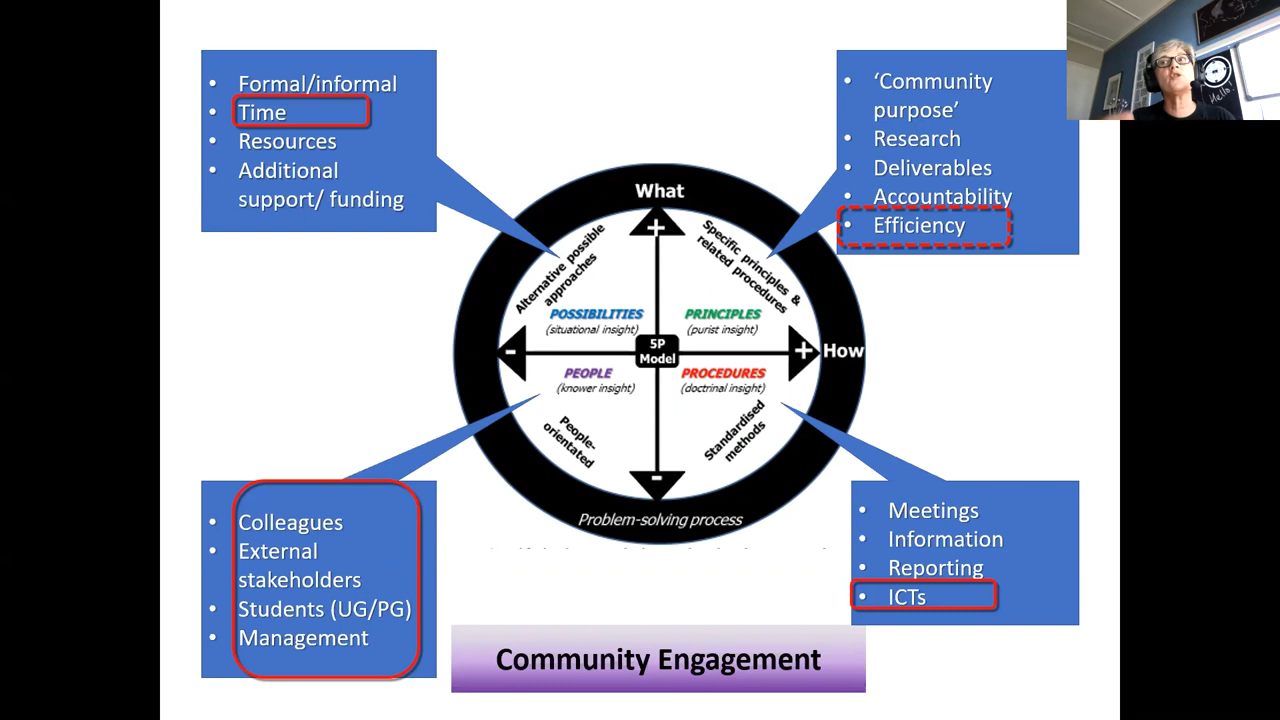 • Formal/informal
• Time
• Resources
• Additional
support/ funding
• ‘Community
purpose’
• Research
• Deliverables
• Accountability
• Efficiency
Hello!
What
+
Alternative possible
approaches
Specific principles &
related procedures
POSSIBILITIES
(situational insight)
PRINCIPLES
(purist insight)
-
5P
Model
+
How
PEOPLE
(knower insight)
PROCEDURES
(doctrinal insight)
People-
orientated
Standardised
methods
-
Problem-solving process
• Colleagues
• External
stakeholders
• Students (UG/PG)
• Management
• Meetings
• Information
• Reporting
• ICTs
Community Engagement